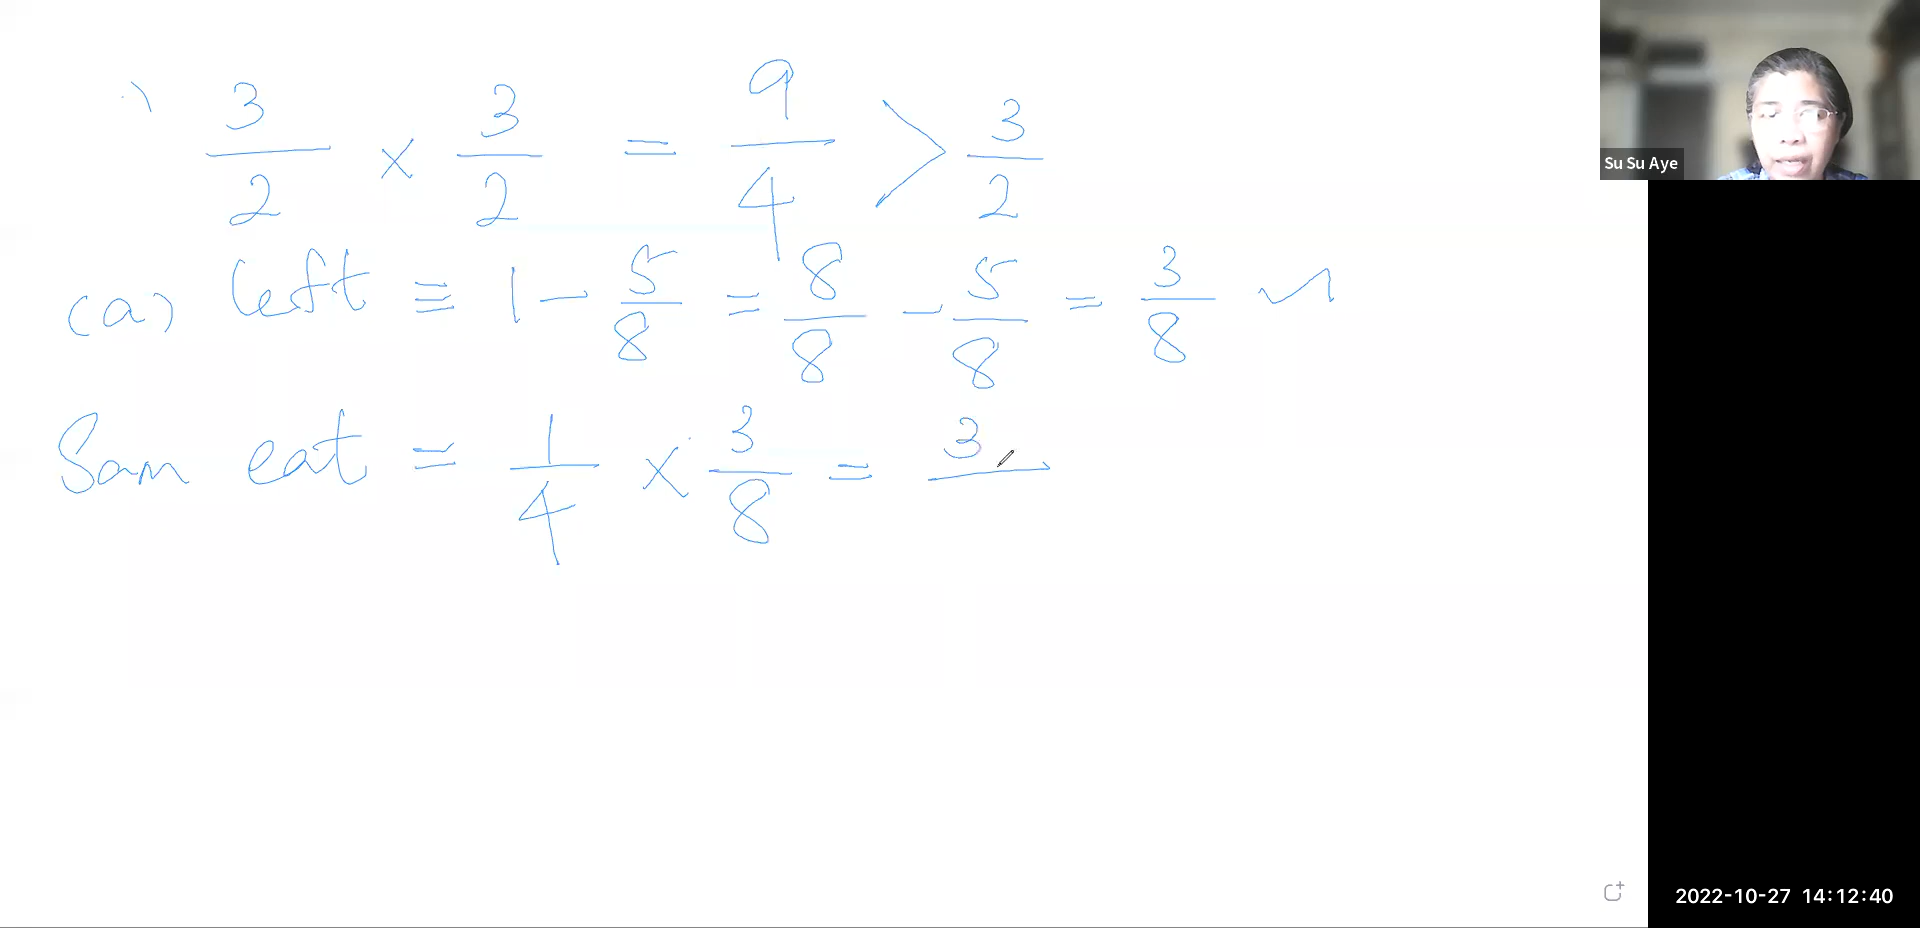 ) 3/2 × 3/2 = 9/4 > 3/2
(a) left = 1 - 5/8 = 8/8 - 5/8 = 3/8
Sam eat = 1/4 × 3/8 = 3/
Su Su Aye
2022-10-27 14:12:40